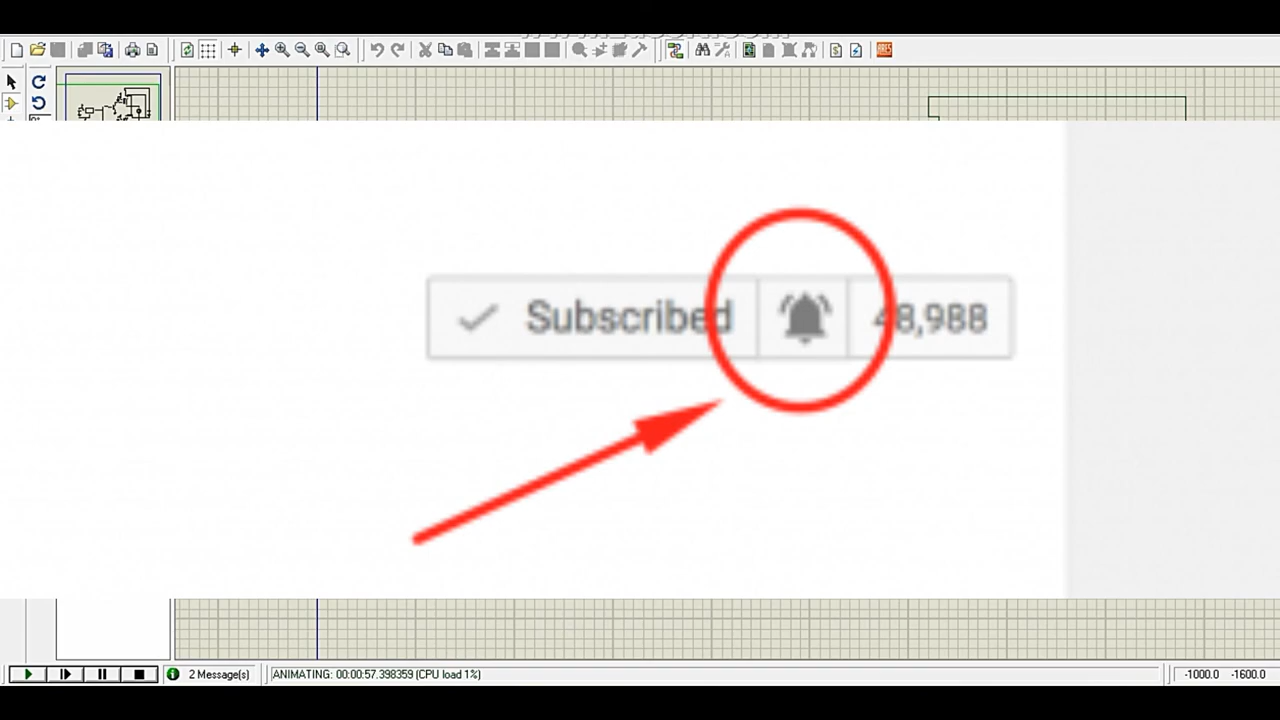 Subscribed 48,988
2 Message(s)
ANIMATING: 00:00:57.398359 (CPU load 1%)
-1000.0 -1600.0